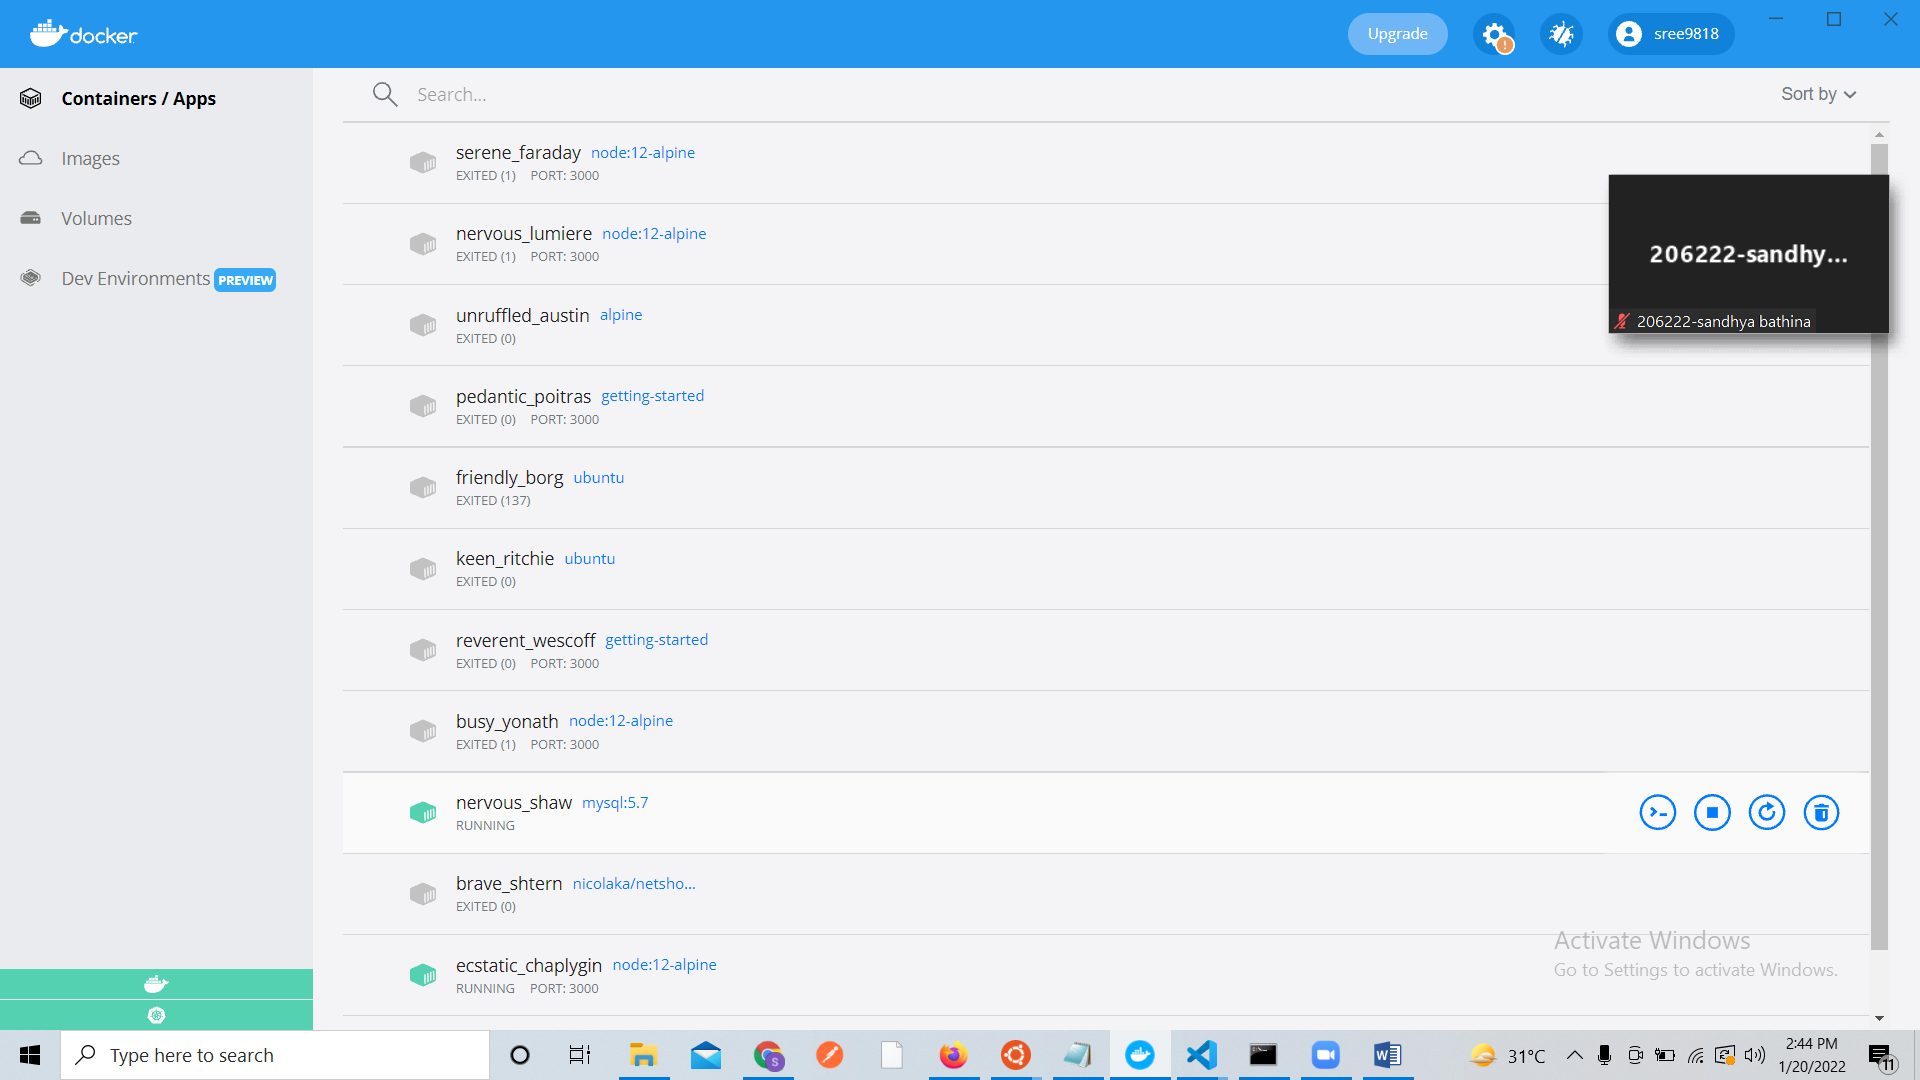 docker
Upgrade
sree9818
Containers / Apps
Images
Volumes
Dev Environments PREVIEW
Search...
Sort by
serene_faraday node:12-alpine
EXITED (1) PORT: 3000
nervous_lumiere node:12-alpine
EXITED (1) PORT: 3000
unruffled_austin alpine
EXITED (0)
pedantic_poitras getting-started
EXITED (0) PORT: 3000
friendly_borg ubuntu
EXITED (137)
keen_ritchie ubuntu
EXITED (0)
reverent_wescoff getting-started
EXITED (0) PORT: 3000
busy_yonath node:12-alpine
EXITED (1) PORT: 3000
nervous_shaw mysql:5.7
RUNNING
brave_shtern nicolaka/netsho...
EXITED (0)
ecstatic_chaplygin node:12-alpine
RUNNING PORT: 3000
206222-sandhy...
206222-sandhya bathina
Activate Windows
Go to Settings to activate Windows.
Type here to search
S
31°C
2:44 PM
1/20/2022
11